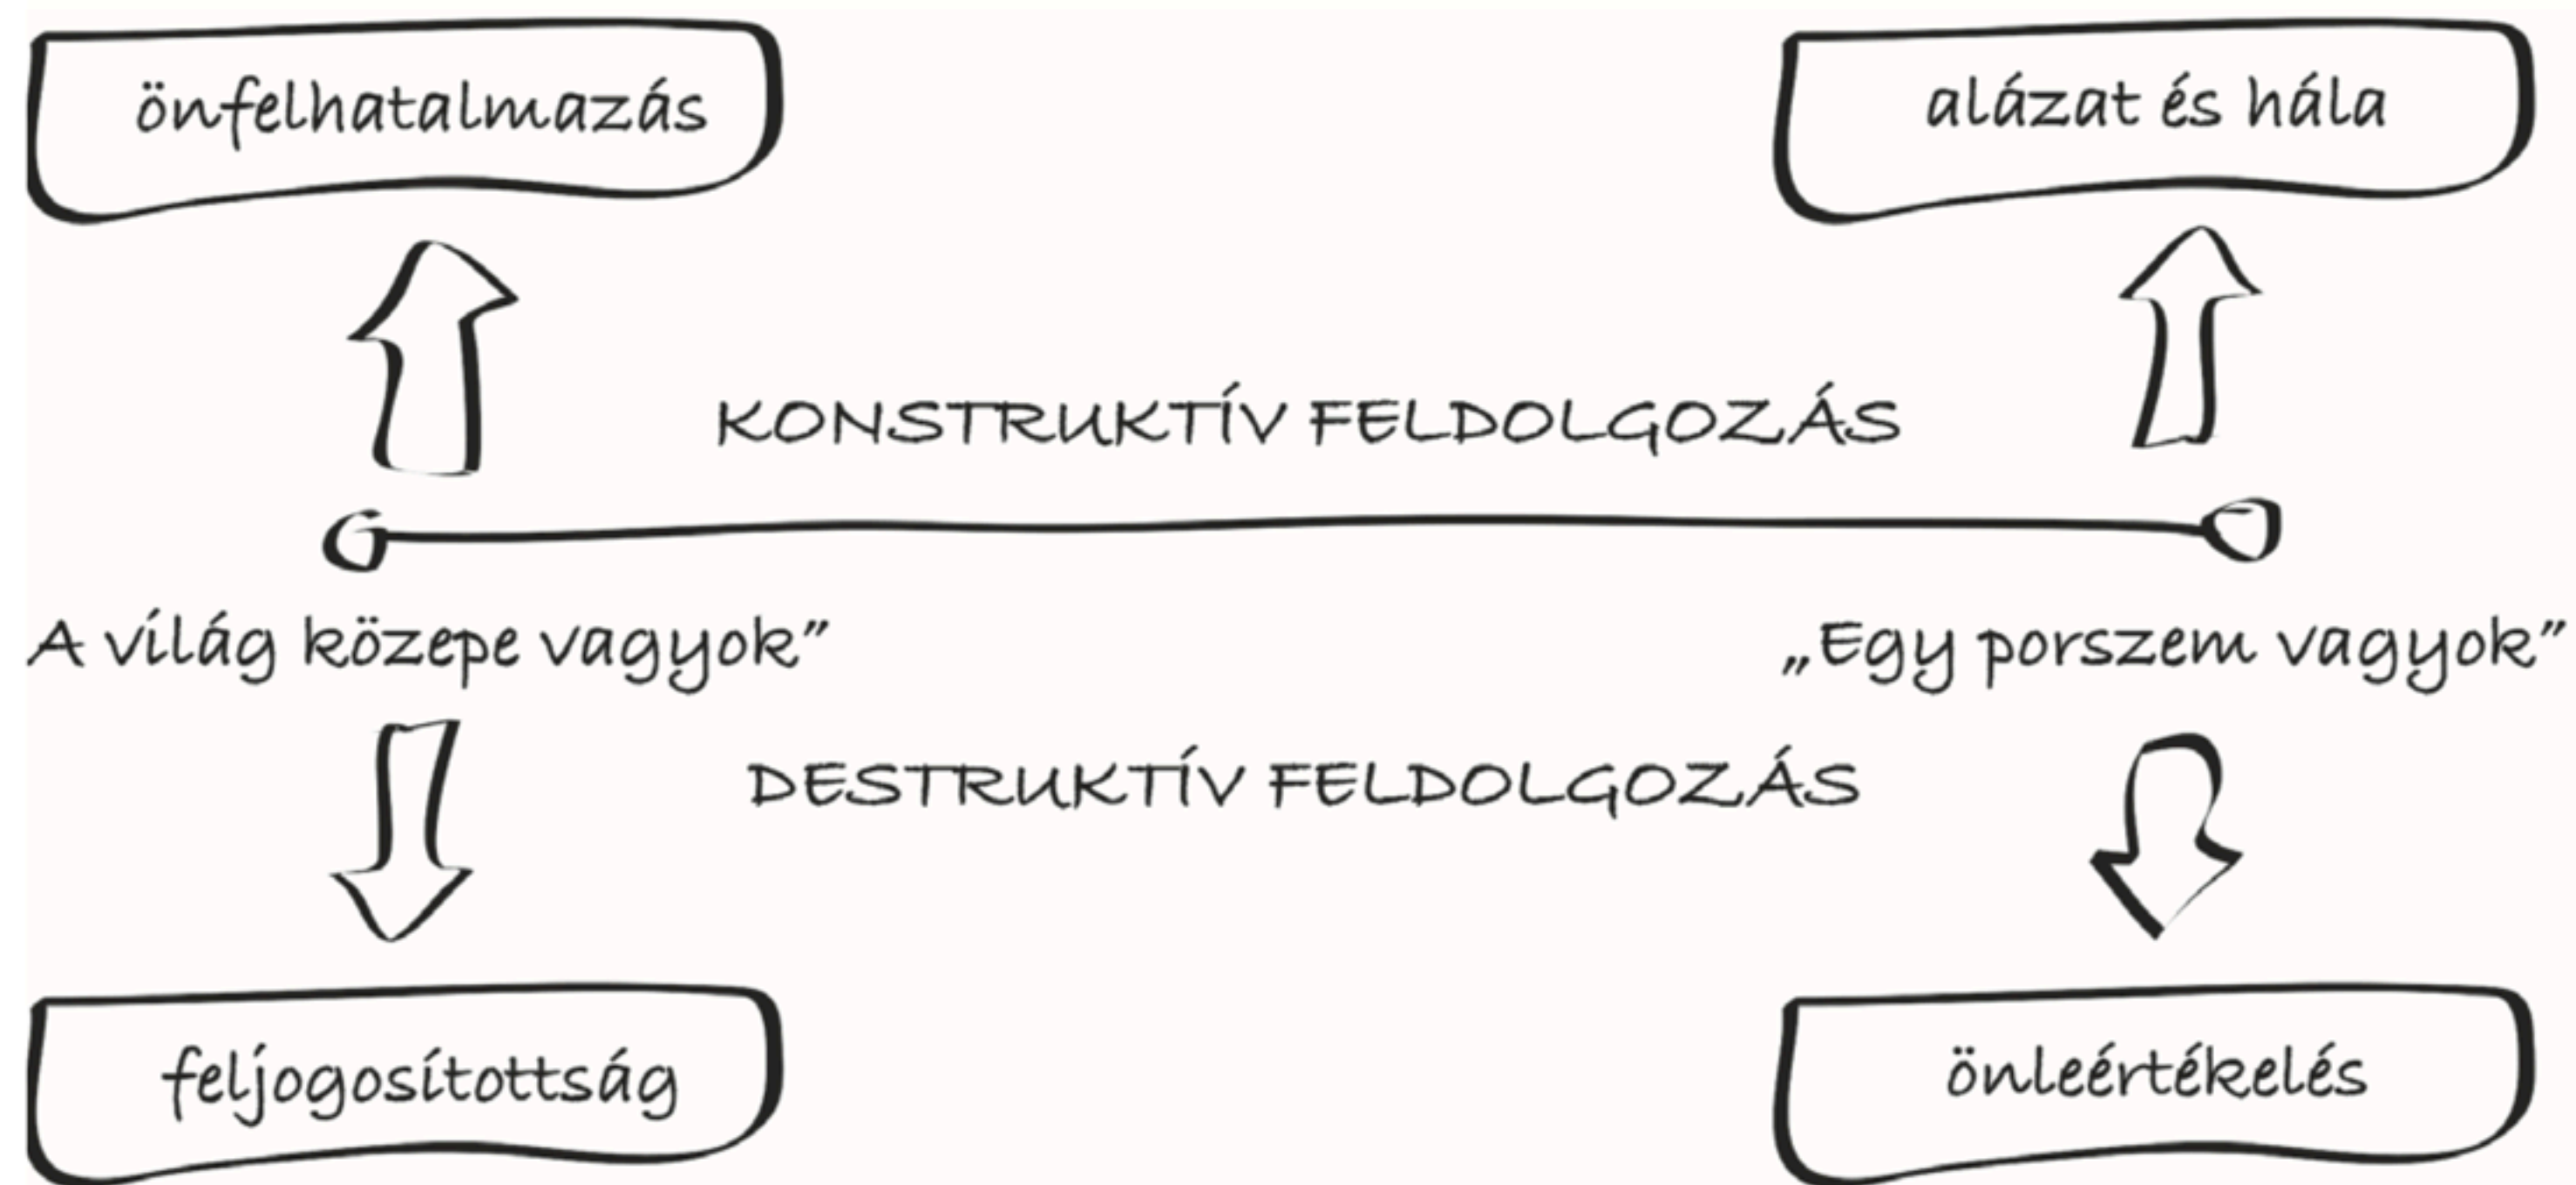 önfelhatalmazás
alázat és hála
KONSTRUKTÍV FELDOLGOZÁS
A világ közepe vagyok”
„Egy porszem vagyok”
DESTRUKTÍV FELDOLGOZÁS
feljogosítottság
önleértékelés